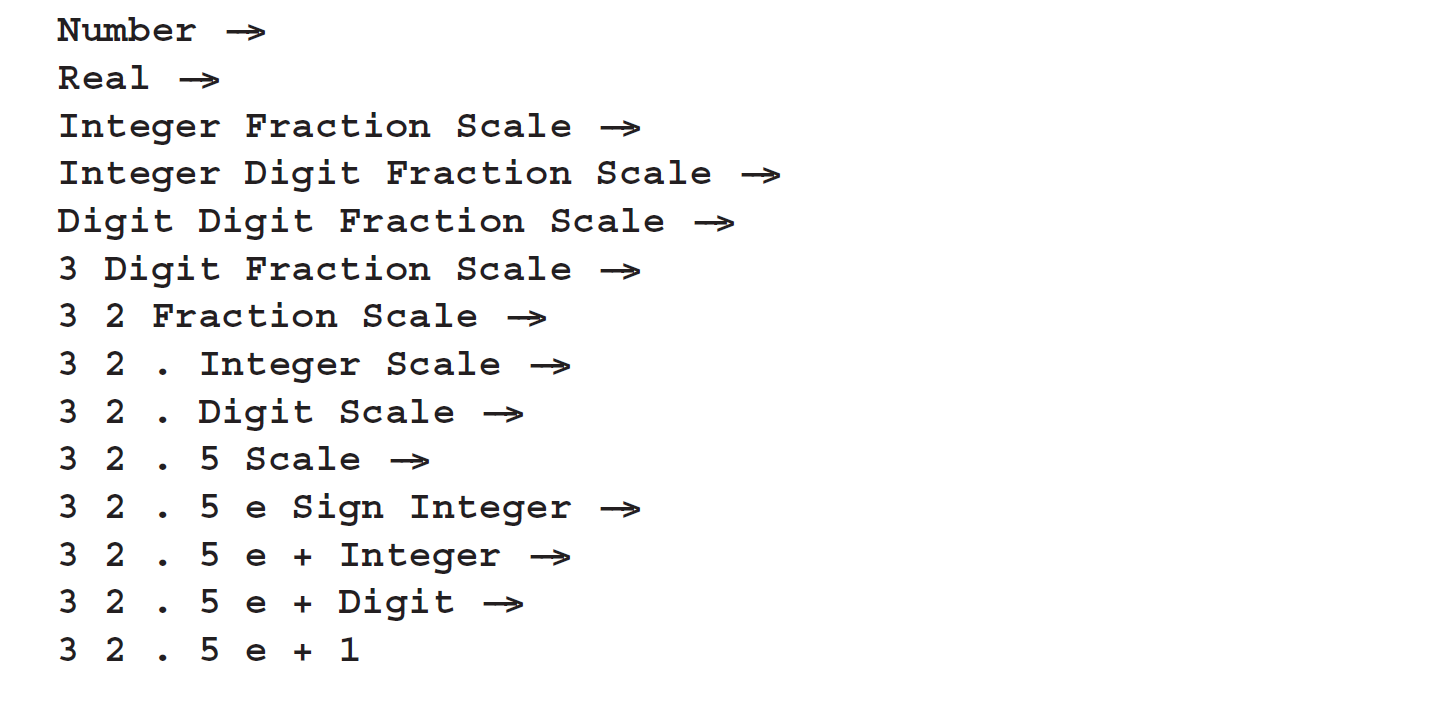 Number →
Real →
Integer Fraction Scale →
Integer Digit Fraction Scale →
Digit Digit Fraction Scale →
3 Digit Fraction Scale →
3 2 Fraction Scale →
3 2 . Integer Scale →
3 2 . Digit Scale →
3 2 . 5 Scale →
3 2 . 5 e Sign Integer →
3 2 . 5 e + Integer →
3 2 . 5 e + Digit →
3 2 . 5 e + 1